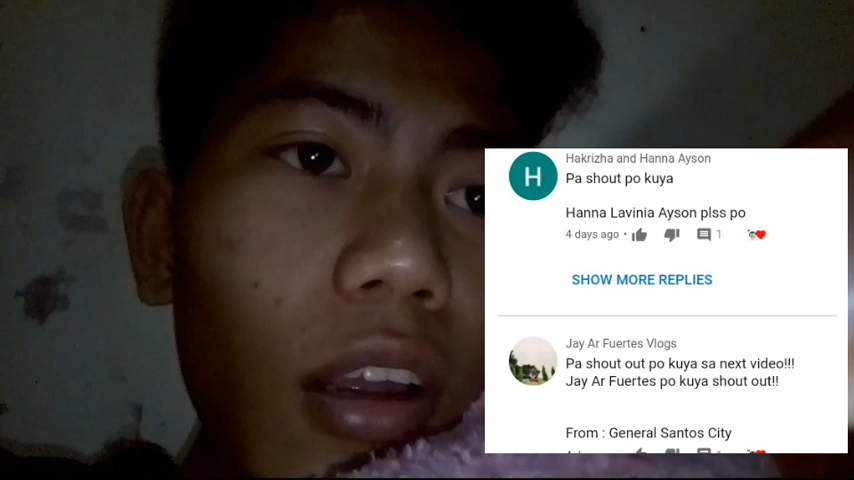 H
Hakrizha and Hanna Ayson
Pa shout po kuya
Hanna Lavinia Ayson plss po
4 days ago • 1
SHOW MORE REPLIES
Jay Ar Fuertes Vlogs
Pa shout out po kuya sa next video!!!
Jay Ar Fuertes po kuya shout out!!
From : General Santos City